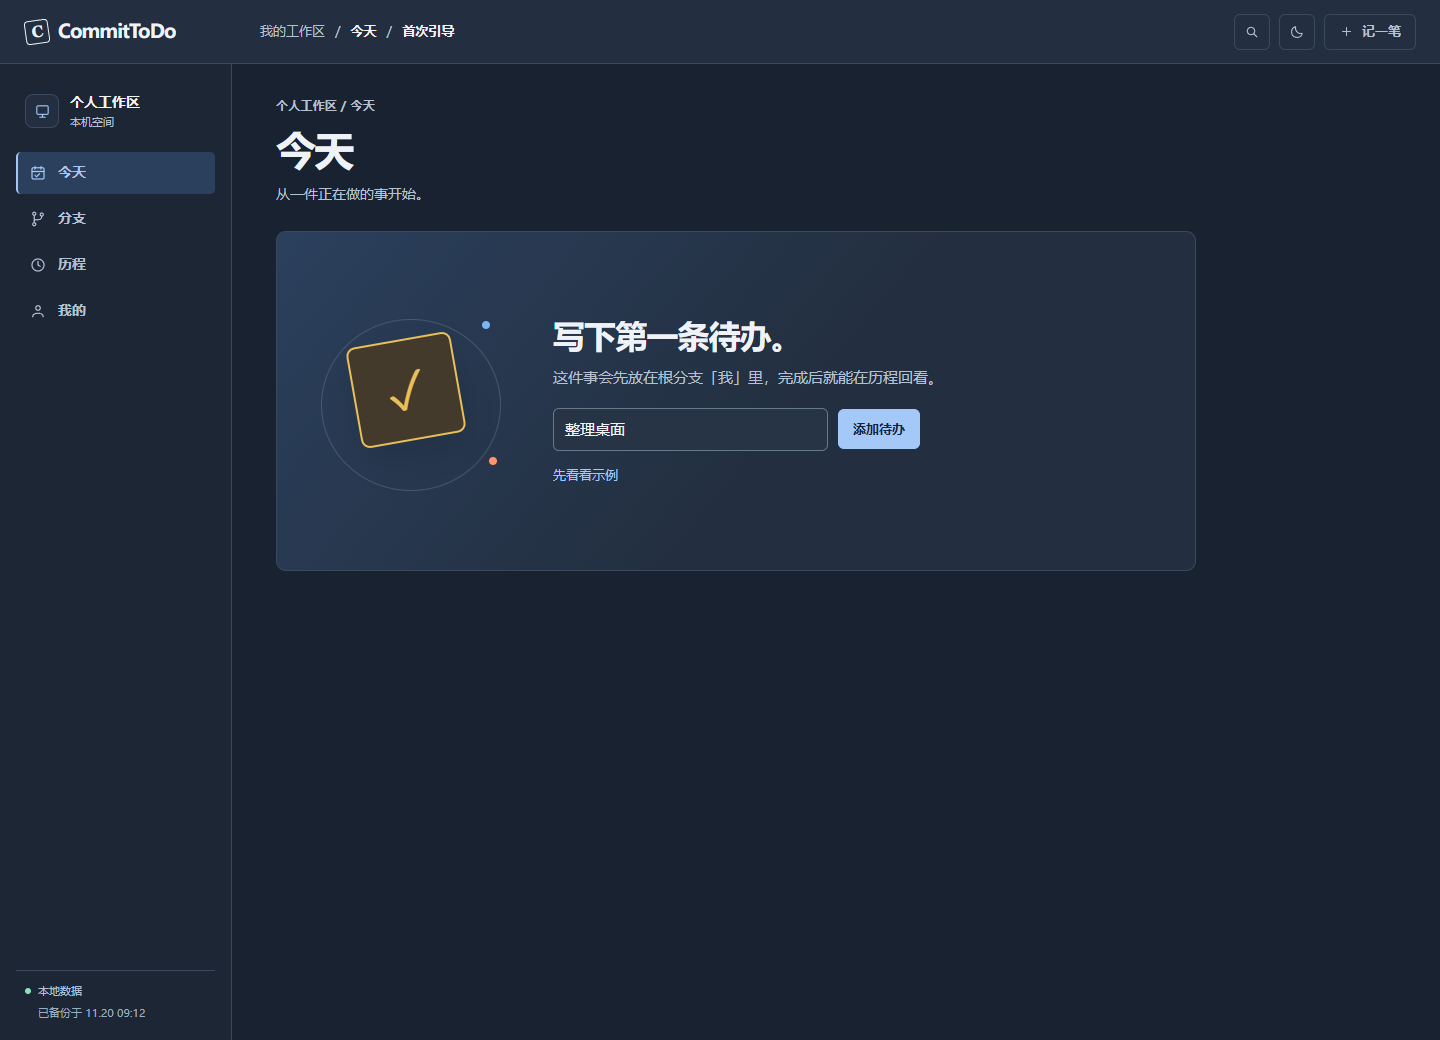 C CommitToDo
我的工作区 / 今天 / 首次引导
记一笔
个人工作区
本机空间
今天
分支
历程
我的
本地数据
已备份于 11.20 09:12
个人工作区 / 今天
今天
从一件正在做的事开始。
写下第一条待办。
这件事会先放在根分支「我」里，完成后就能在历程回看。
整理桌面
添加待办
先看看示例